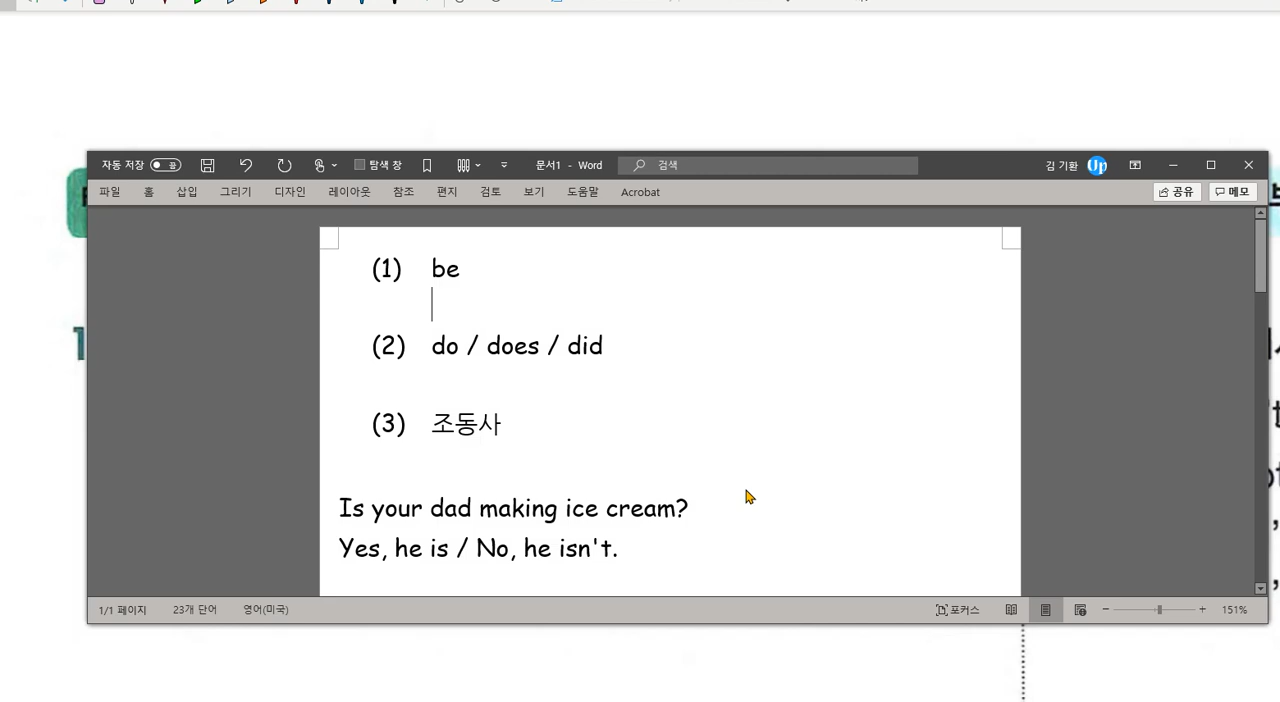 자동 저장 끔 탐색 창 문서1 - Word 검색 김 기환 Up
파일 홈 삽입 그리기 디자인 레이아웃 참조 편지 검토 보기 도움말 Acrobat 공유 메모
(1) be
(2) do / does / did
(3) 조동사
Is your dad making ice cream?
Yes, he is / No, he isn't.
1/1 페이지 23개 단어 영어(미국) 포커스 151%